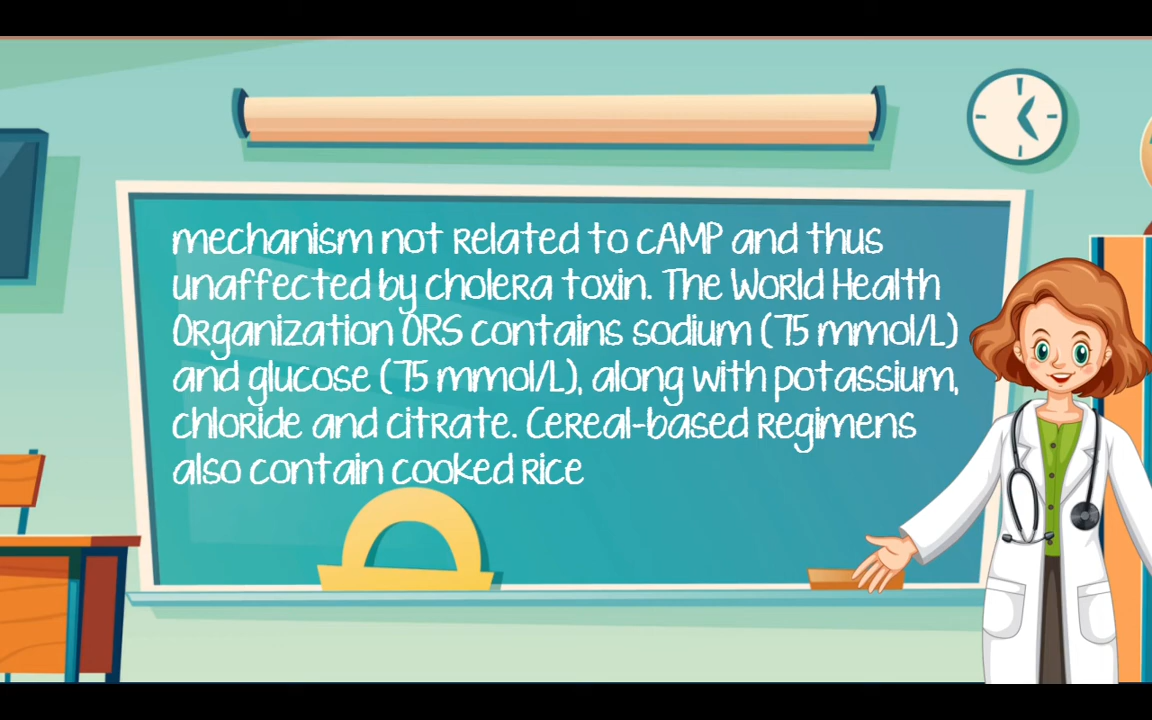 mechanism not related to cAMP and thus
unaffected by cholera toxin. The World Health
Organization ORS contains sodium (75 mmol/L)
and glucose (75 mmol/L), along with potassium,
chloride and citrate. Cereal-based regimens
also contain cooked rice